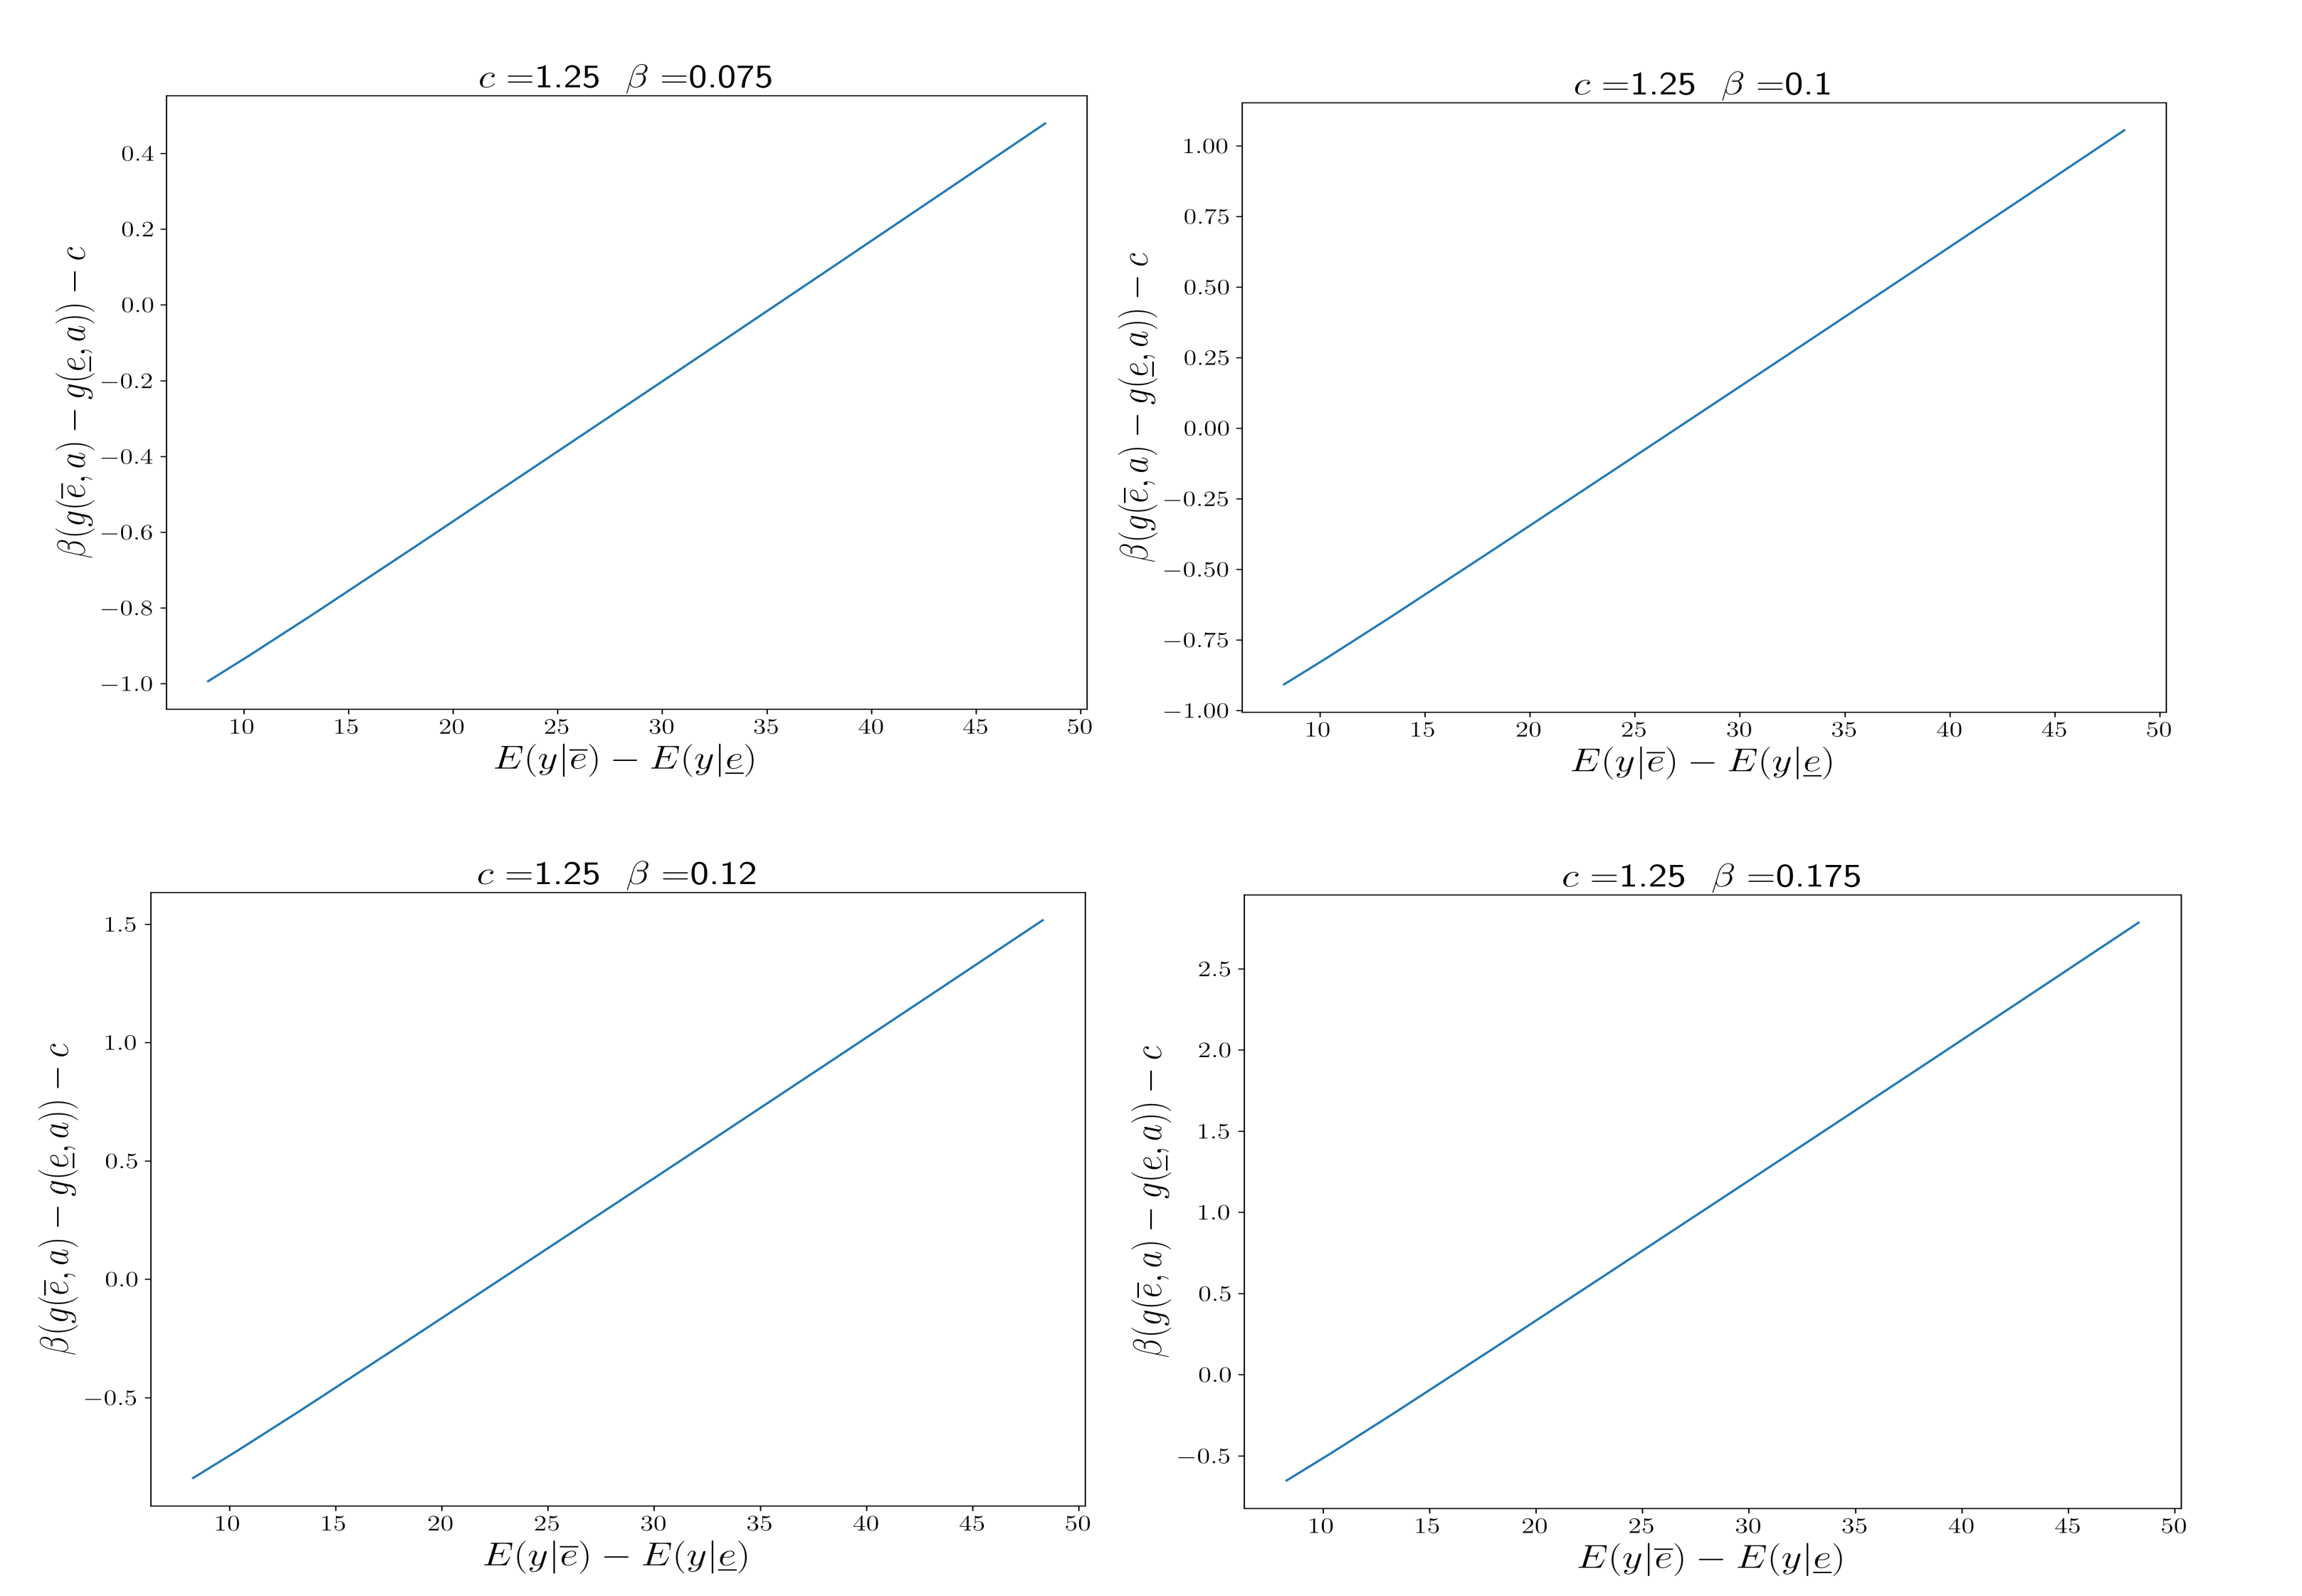 c =1.25 β =0.075
β(g(e̅, a) − g(e̲, a)) − c
0.4
0.2
0.0
−0.2
−0.4
−0.6
−0.8
−1.0
10 15 20 25 30 35 40 45 50
E(y|e̅) − E(y|e̲)
c =1.25 β =0.1
β(g(e̅, a) − g(e̲, a)) − c
1.00
0.75
0.50
0.25
0.00
−0.25
−0.50
−0.75
−1.00
10 15 20 25 30 35 40 45 50
E(y|e̅) − E(y|e̲)
c =1.25 β =0.12
β(g(e̅, a) − g(e̲, a)) − c
1.5
1.0
0.5
0.0
−0.5
10 15 20 25 30 35 40 45 50
E(y|e̅) − E(y|e̲)
c =1.25 β =0.175
β(g(e̅, a) − g(e̲, a)) − c
2.5
2.0
1.5
1.0
0.5
0.0
−0.5
10 15 20 25 30 35 40 45 50
E(y|e̅) − E(y|e̲)